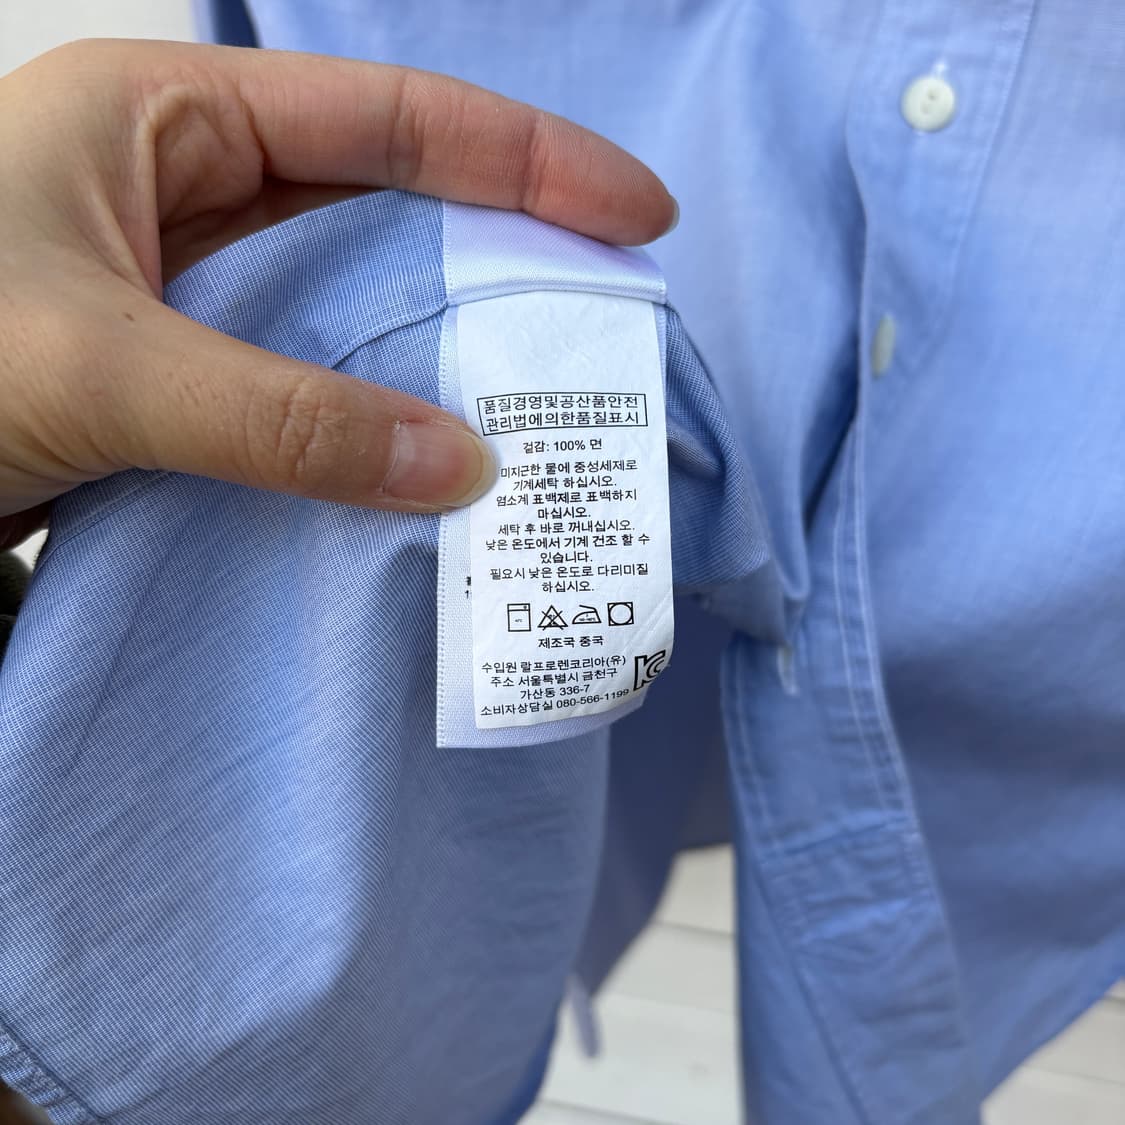 품질경영및공산품안전
관리법에의한품질표시
겉감: 100% 면
미지근한 물에 중성세제로
기계세탁 하십시오.
염소계 표백제로 표백하지
마십시오.
세탁 후 바로 꺼내십시오.
낮은 온도에서 기계 건조 할 수
있습니다.
필요시 낮은 온도로 다리미질
하십시오.
제조국 중국
수입원 랄프로렌코리아(유)
주소 서울특별시 금천구
가산동 336-7
소비자상담실 080-566-1199